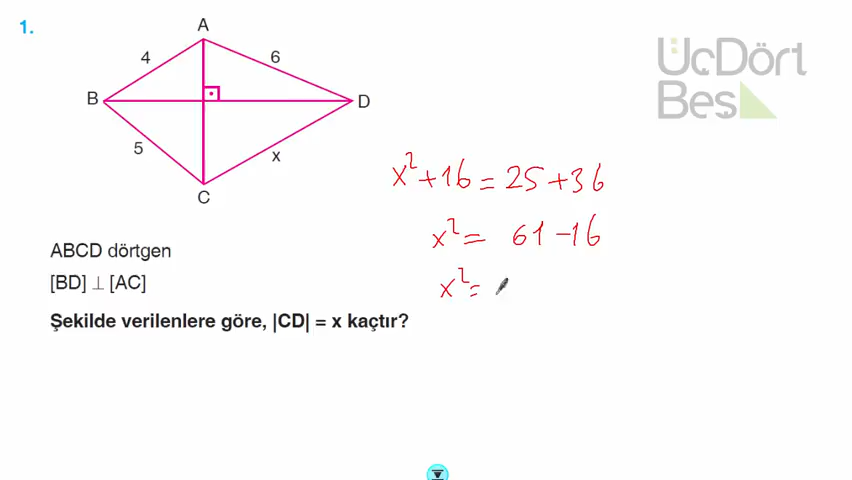 1.
A
4
6
B
D
5
x
C
ÜçDört
Beş
x²+16=25+36
x²= 61-16
x²=
ABCD dörtgen
[BD] ⊥ [AC]
Şekilde verilenlere göre, |CD| = x kaçtır?